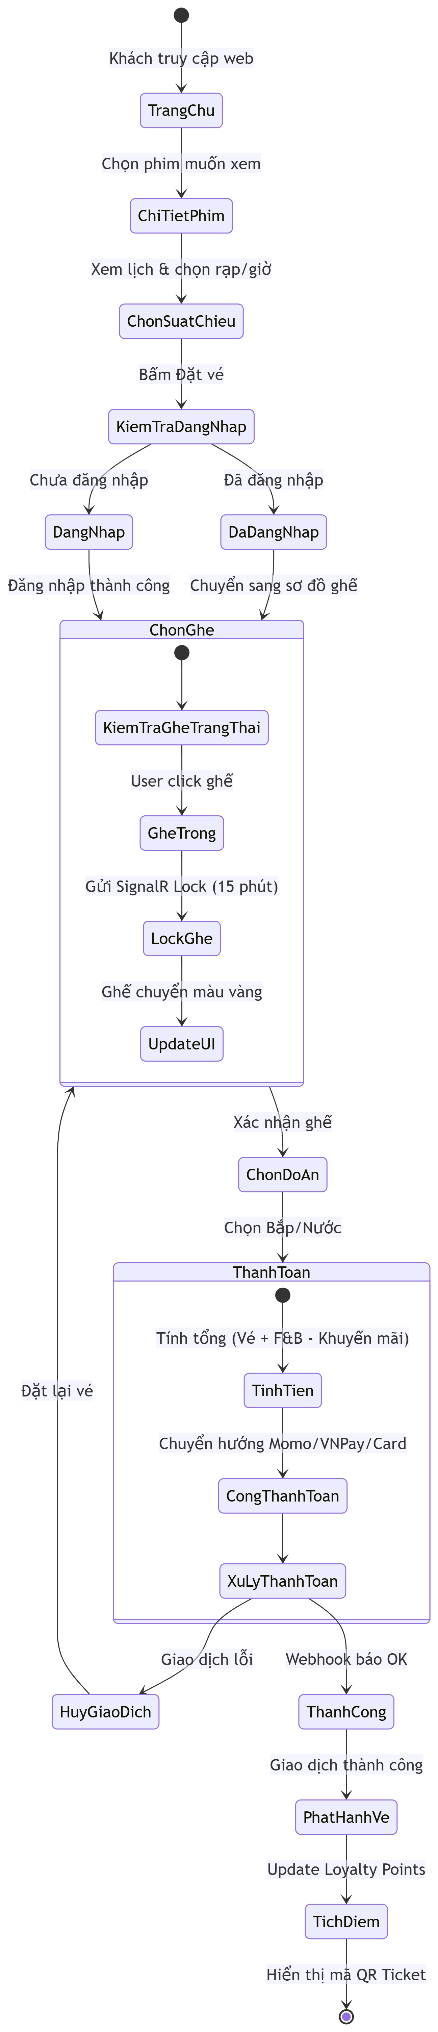 Khách truy cập web
TrangChu
Chọn phim muốn xem
ChiTietPhim
Xem lịch & chọn rạp/giờ
ChonSuatChieu
Bấm Đặt vé
KiemTraDangNhap
Chưa đăng nhập
Đã đăng nhập
DangNhap
DaDangNhap
Đăng nhập thành công
Chuyển sang sơ đồ ghế
ChonGhe
KiemTraGheTrangThai
User click ghế
GheTrong
Gửi SignalR Lock (15 phút)
LockGhe
Ghế chuyển màu vàng
UpdateUI
Xác nhận ghế
ChonDoAn
Chọn Bắp/Nước
ThanhToan
Tính tổng (Vé + F&B - Khuyến mãi)
TinhTien
Đặt lại vé
Chuyển hướng Momo/VNPay/Card
CongThanhToan
XuLyThanhToan
Giao dịch lỗi
Webhook báo OK
HuyGiaoDich
ThanhCong
Giao dịch thành công
PhatHanhVe
Update Loyalty Points
TichDiem
Hiển thị mã QR Ticket